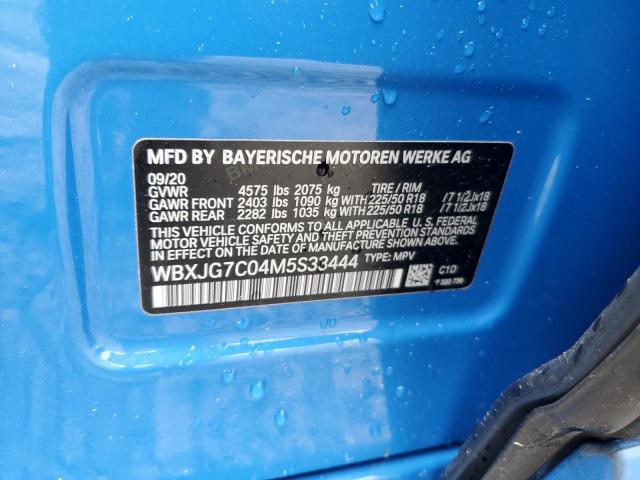 MFD BY BAYERISCHE MOTOREN WERKE AG
09/20
GVWR 4575 lbs 2075 kg TIRE / RIM
GAWR FRONT 2403 lbs 1090 kg WITH 225/50 R18 /7 1/2Jx18
GAWR REAR 2282 lbs 1035 kg WITH 225/50 R18 /7 1/2Jx18
THIS VEHICLE CONFORMS TO ALL APPLICABLE U. S. FEDERAL
MOTOR VEHICLE SAFETY, BUMPER, AND THEFT PREVENTION
STANDARDS IN EFFECT ON THE DATE OF MANUFACTURE SHOWN ABOVE.
WBXJG7C04M5S33444 TYPE: MPV
C1D